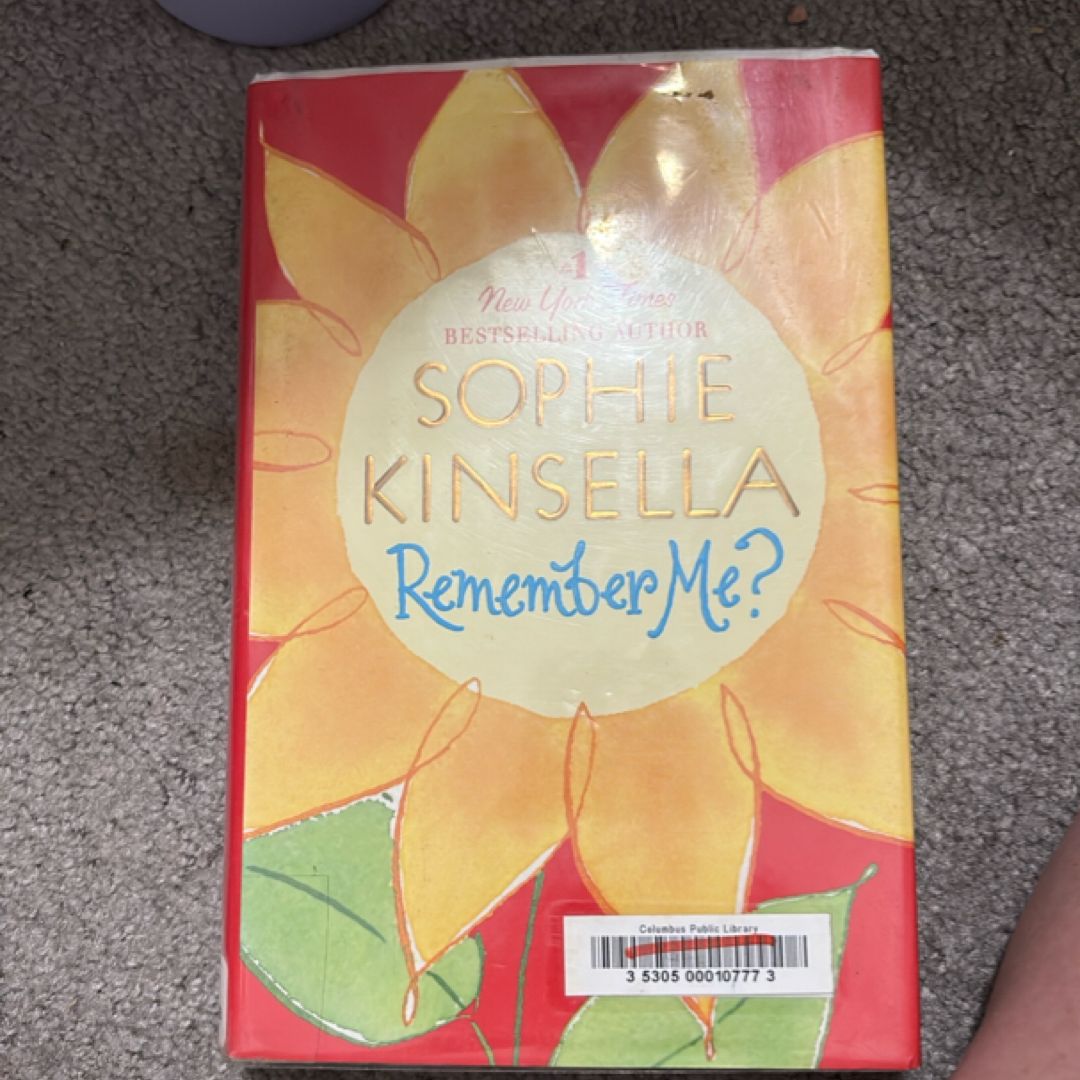 #1
New York Times
BESTSELLING AUTHOR
SOPHIE
KINSELLA
Remember Me?
Columbus Public Library
3 5305 00010777 3